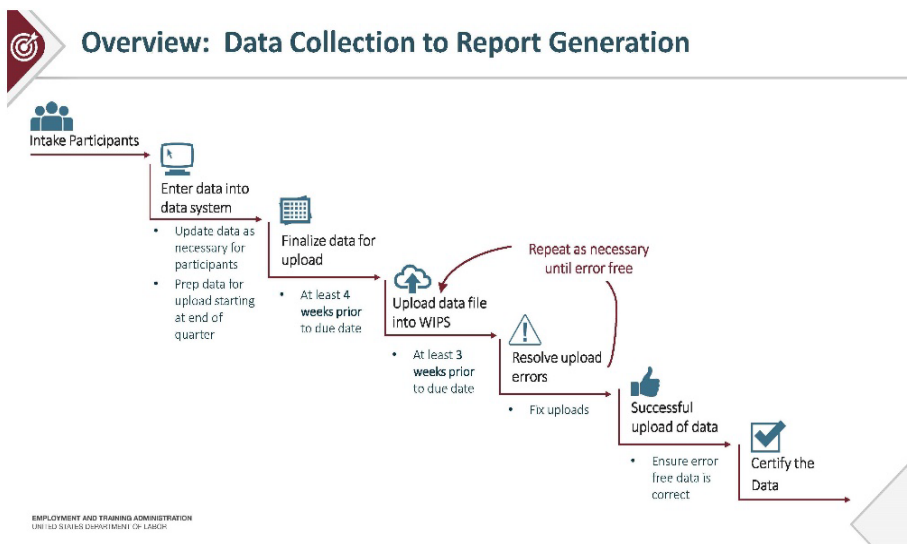 Overview: Data Collection to Report Generation
Intake Participants
Enter data into
data system
• Update data as
necessary for
participants
• Prep data for
upload starting
at end of
quarter
Finalize data for
upload
• At least 4
weeks prior
to due date
Upload data file
into WIPS
• At least 3
weeks prior
to due date
Repeat as necessary
until error free
Resolve upload
errors
• Fix uploads
Successful
upload of data
• Ensure error
free data is
correct
Certify the
Data
EMPLOYMENT AND TRAINING ADMINISTRATION
UNITED STATES DEPARTMENT OF LABOR